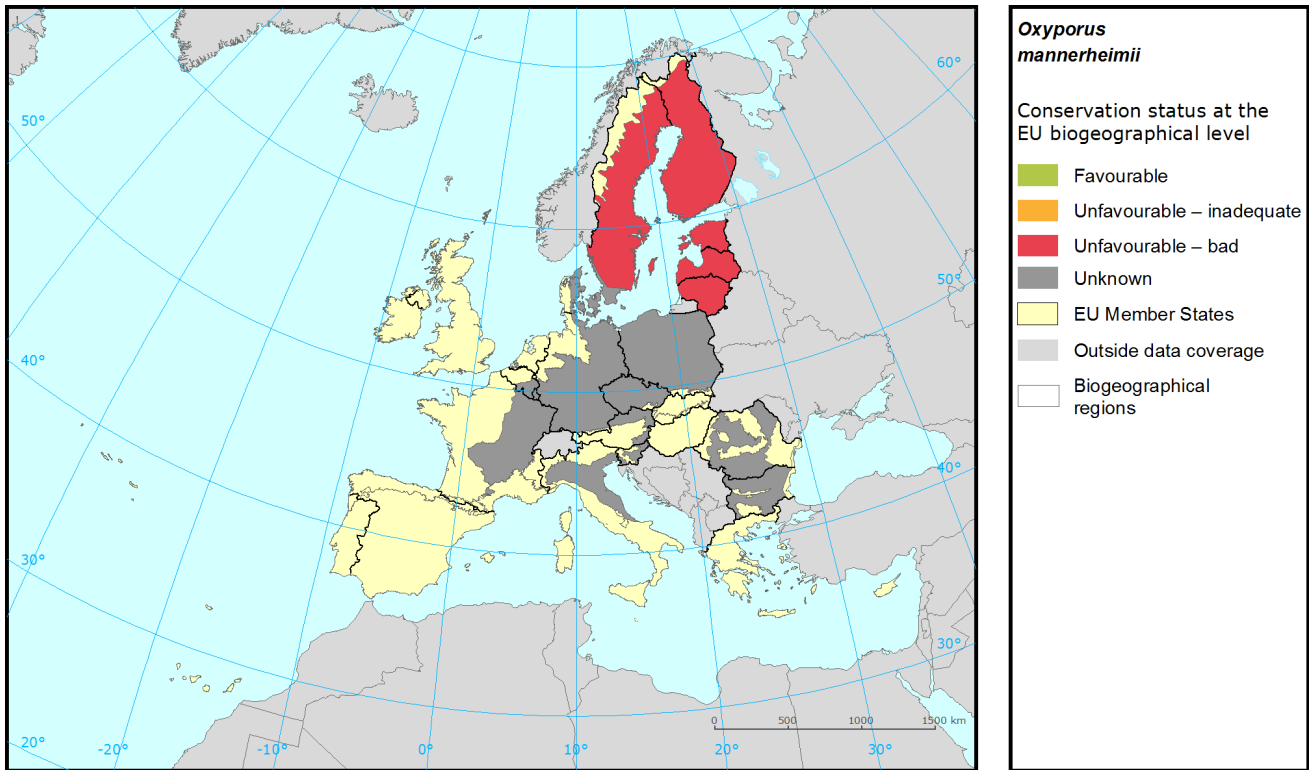 Oxyporus
mannerheimii
Conservation status at the
EU biogeographical level
Favourable
Unfavourable – inadequate
Unfavourable – bad
Unknown
EU Member States
Outside data coverage
Biogeographical
regions
60°
50°
50°
40°
40°
30°
30°
20°
-20°
-10°
0°
10°
20°
30°
0
500
1000
1500 km